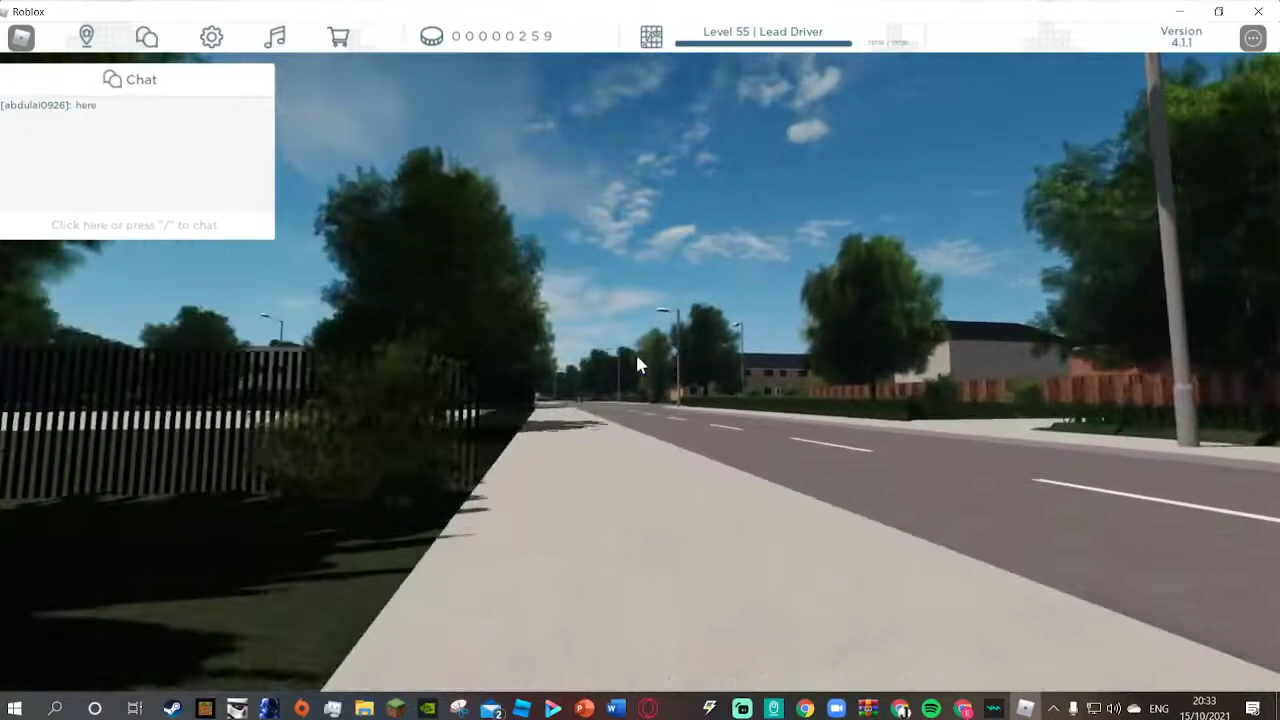 Roblox
00000259
Level 55 | Lead Driver
Version
4.1.1
Chat
[abdulai0926]: here
Click here or press "/" to chat
ENG
20:33
15/10/2021